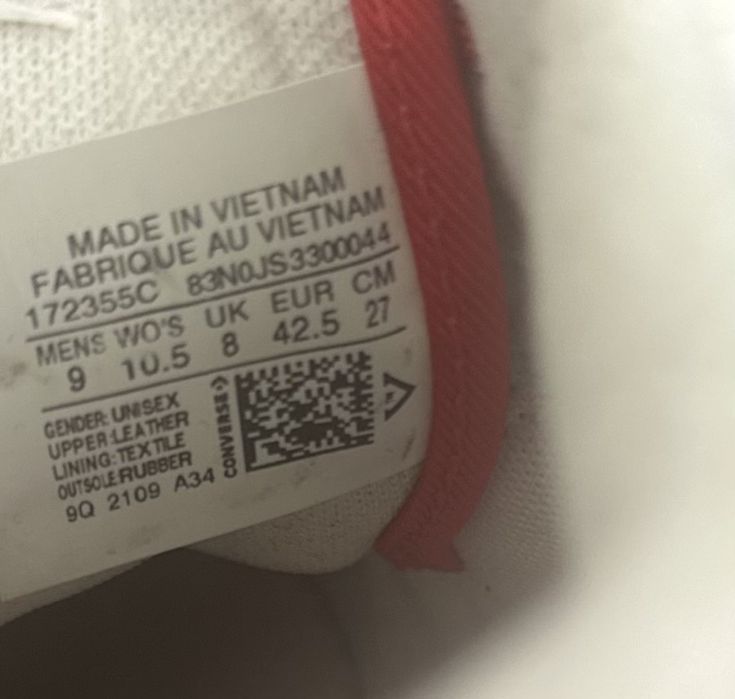 MADE IN VIETNAM
FABRIQUE AU VIETNAM
172355C 83N0JS3300044
MENS WO'S UK EUR CM
9 10.5 8 42.5 27
GENDER: UNISEX
UPPER:LEATHER
LINING:TEXTILE
OUTSOLE:RUBBER
9Q 2109 A34
CONVERSE